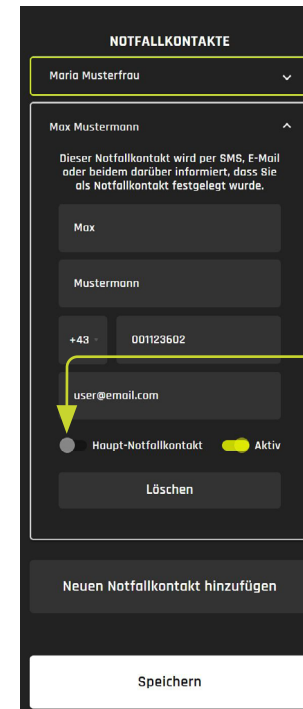 NOTFALLKONTAKTE
Maria Musterfrau
Max Mustermann
Dieser Notfallkontakt wird per SMS, E-Mail
oder beidem darüber informiert, dass Sie
als Notfallkontakt festgelegt wurde.
Max
Mustermann
+43 001123602
user@email.com
Haupt-Notfallkontakt Aktiv
Löschen
Neuen Notfallkontakt hinzufügen
Speichern